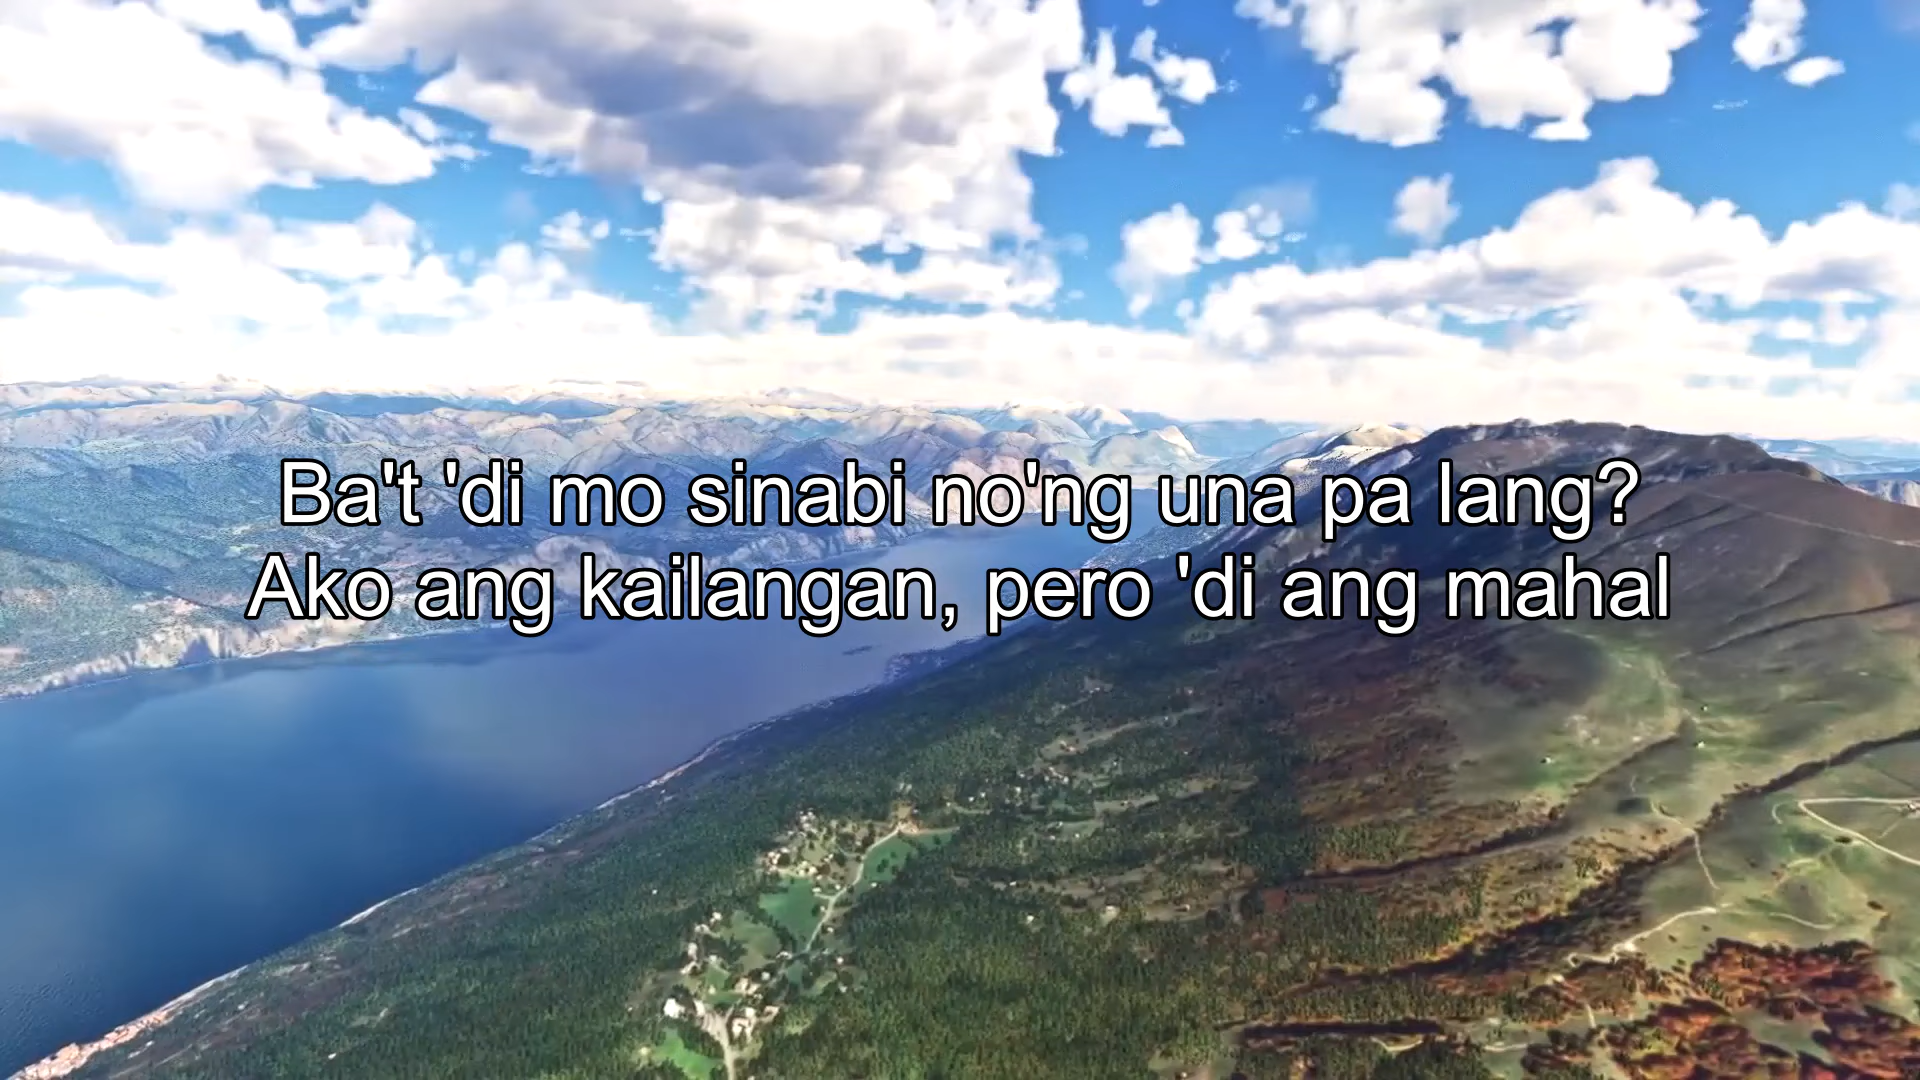 Ba't 'di mo sinabi no'ng una pa lang?
Ako ang kailangan, pero 'di ang mahal